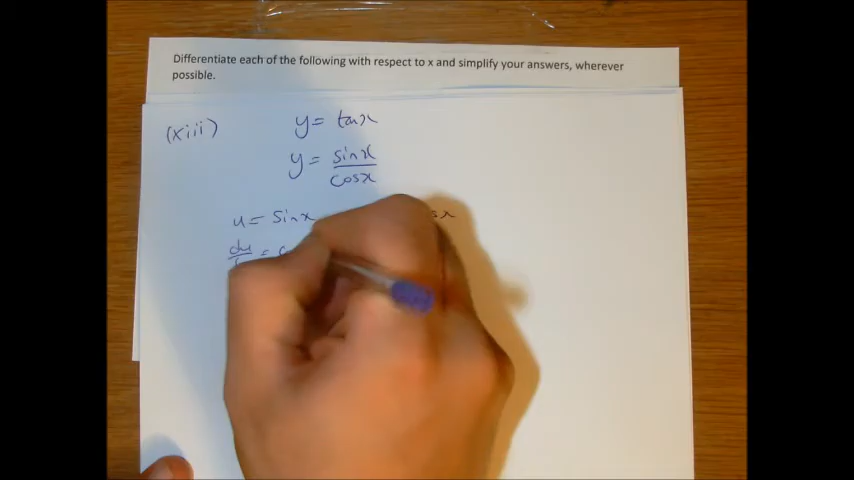 Differentiate each of the following with respect to x and simplify your answers, wherever
possible.
(xiii) y = tanx
y = sinx
cosx
u = sinx
du =